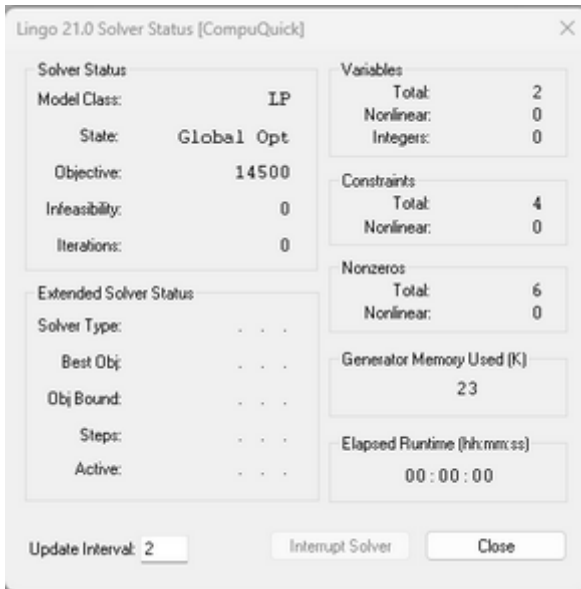 Lingo 21.0 Solver Status [CompuQuick]
Solver Status
Model Class: LP
State: Global Opt
Objective: 14500
Infeasibility: 0
Iterations: 0
Extended Solver Status
Solver Type: . . .
Best Obj: . . .
Obj Bound: . . .
Steps: . . .
Active: . . .
Variables
Total: 2
Nonlinear: 0
Integers: 0
Constraints
Total: 4
Nonlinear: 0
Nonzeros
Total: 6
Nonlinear: 0
Generator Memory Used (K)
23
Elapsed Runtime (hh:mm:ss)
00:00:00
Update Interval: 2
Interrupt Solver
Close